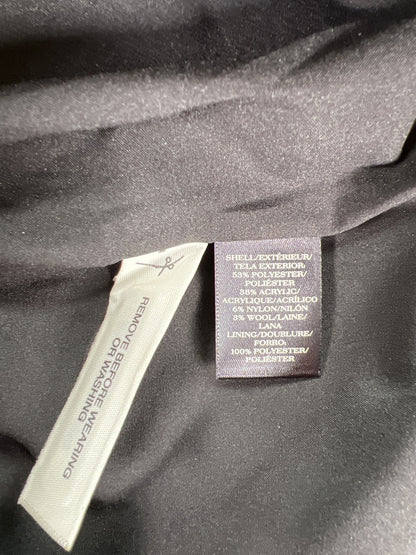 SHELL/EXTÉRIEUR/
TELA EXTERIOR:
53% POLYESTER/
POLIÉSTER
38% ACRYLIC/
ACRYLIQUE/ACRÍLICO
6% NYLON/NILÓN
3% WOOL/LAINE/
LANA
LINING/DOUBLURE/
FORRO:
100% POLYESTER/
POLIÉSTER
REMOVE BEFORE WEARING
OR WASHING